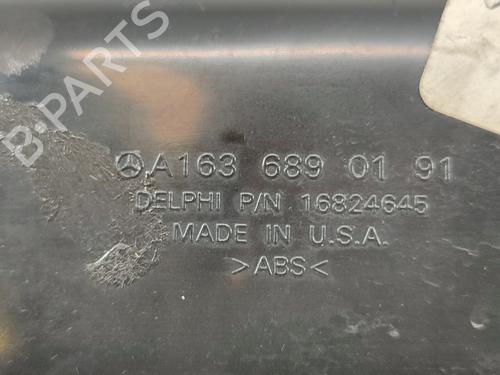 B-PARTS
A163 689 01 91
DELPHI P/N 16824645
MADE IN U.S.A.
>ABS<